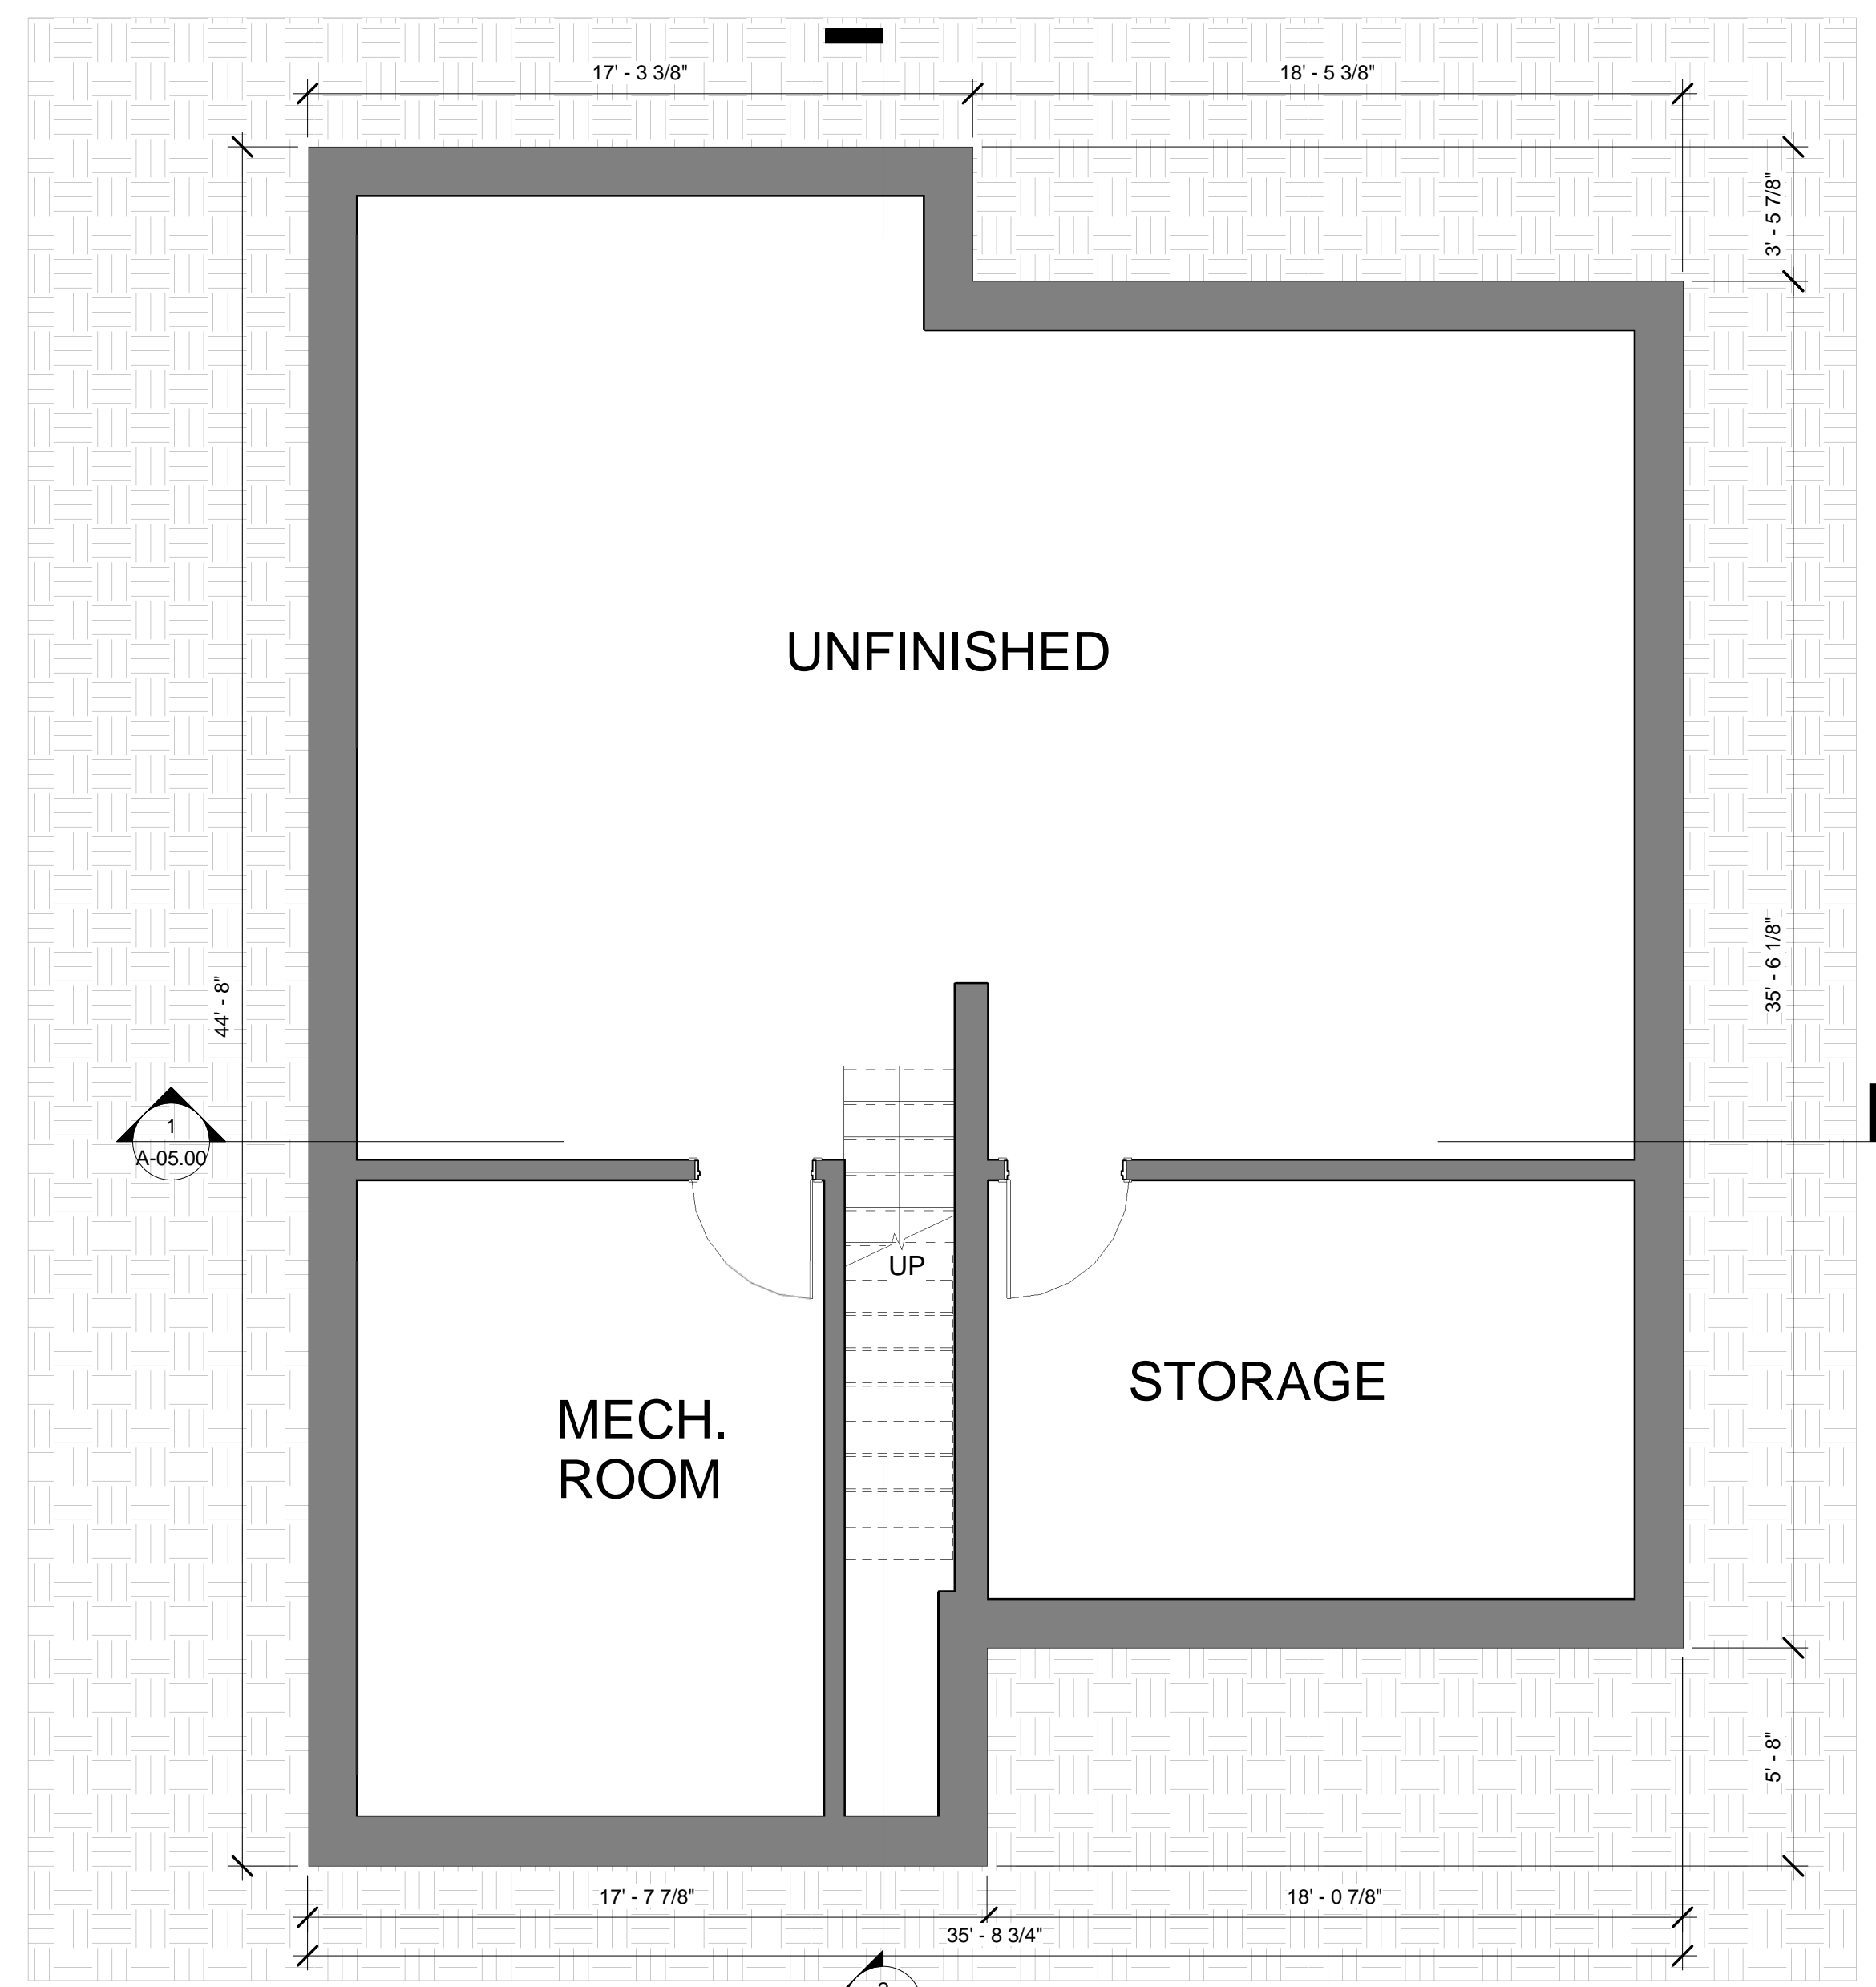 17' - 3 3/8"
18' - 5 3/8"
3' - 5 7/8"
UNFINISHED
35' - 6 1/8"
44' - 8"
1
A-05.00
UP
STORAGE
MECH.
ROOM
5' - 8"
17' - 7 7/8"
18' - 0 7/8"
35' - 8 3/4"